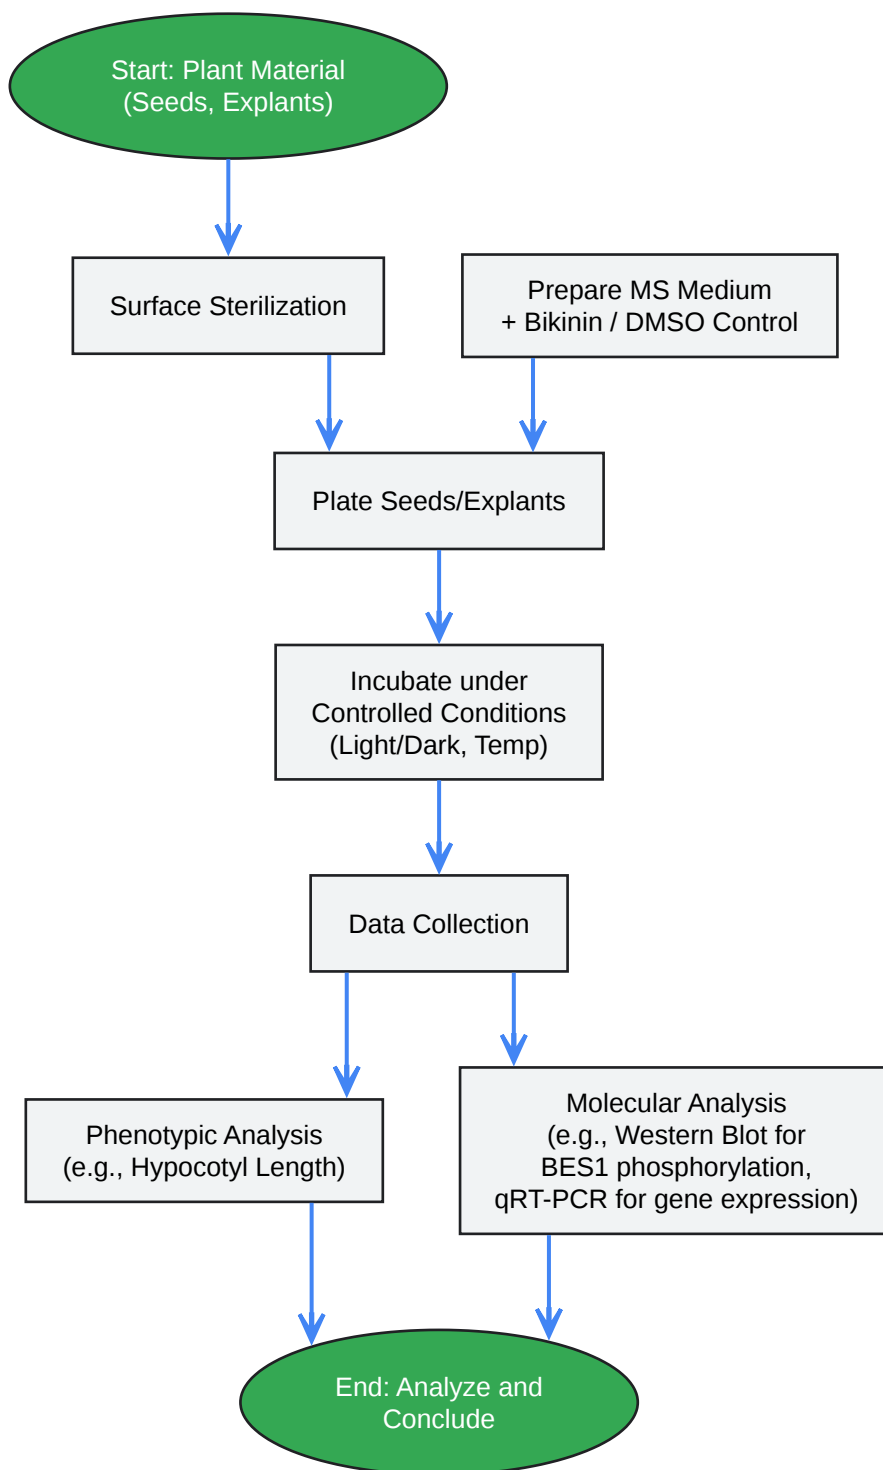 Start: Plant Material
(Seeds, Explants)
Surface Sterilization
Prepare MS Medium
+ Bikinin / DMSO Control
Plate Seeds/Explants
Incubate under
Controlled Conditions
(Light/Dark, Temp)
Data Collection
Phenotypic Analysis
(e.g., Hypocotyl Length)
Molecular Analysis
(e.g., Western Blot for
BES1 phosphorylation,
qRT-PCR for gene expression)
End: Analyze and
Conclude